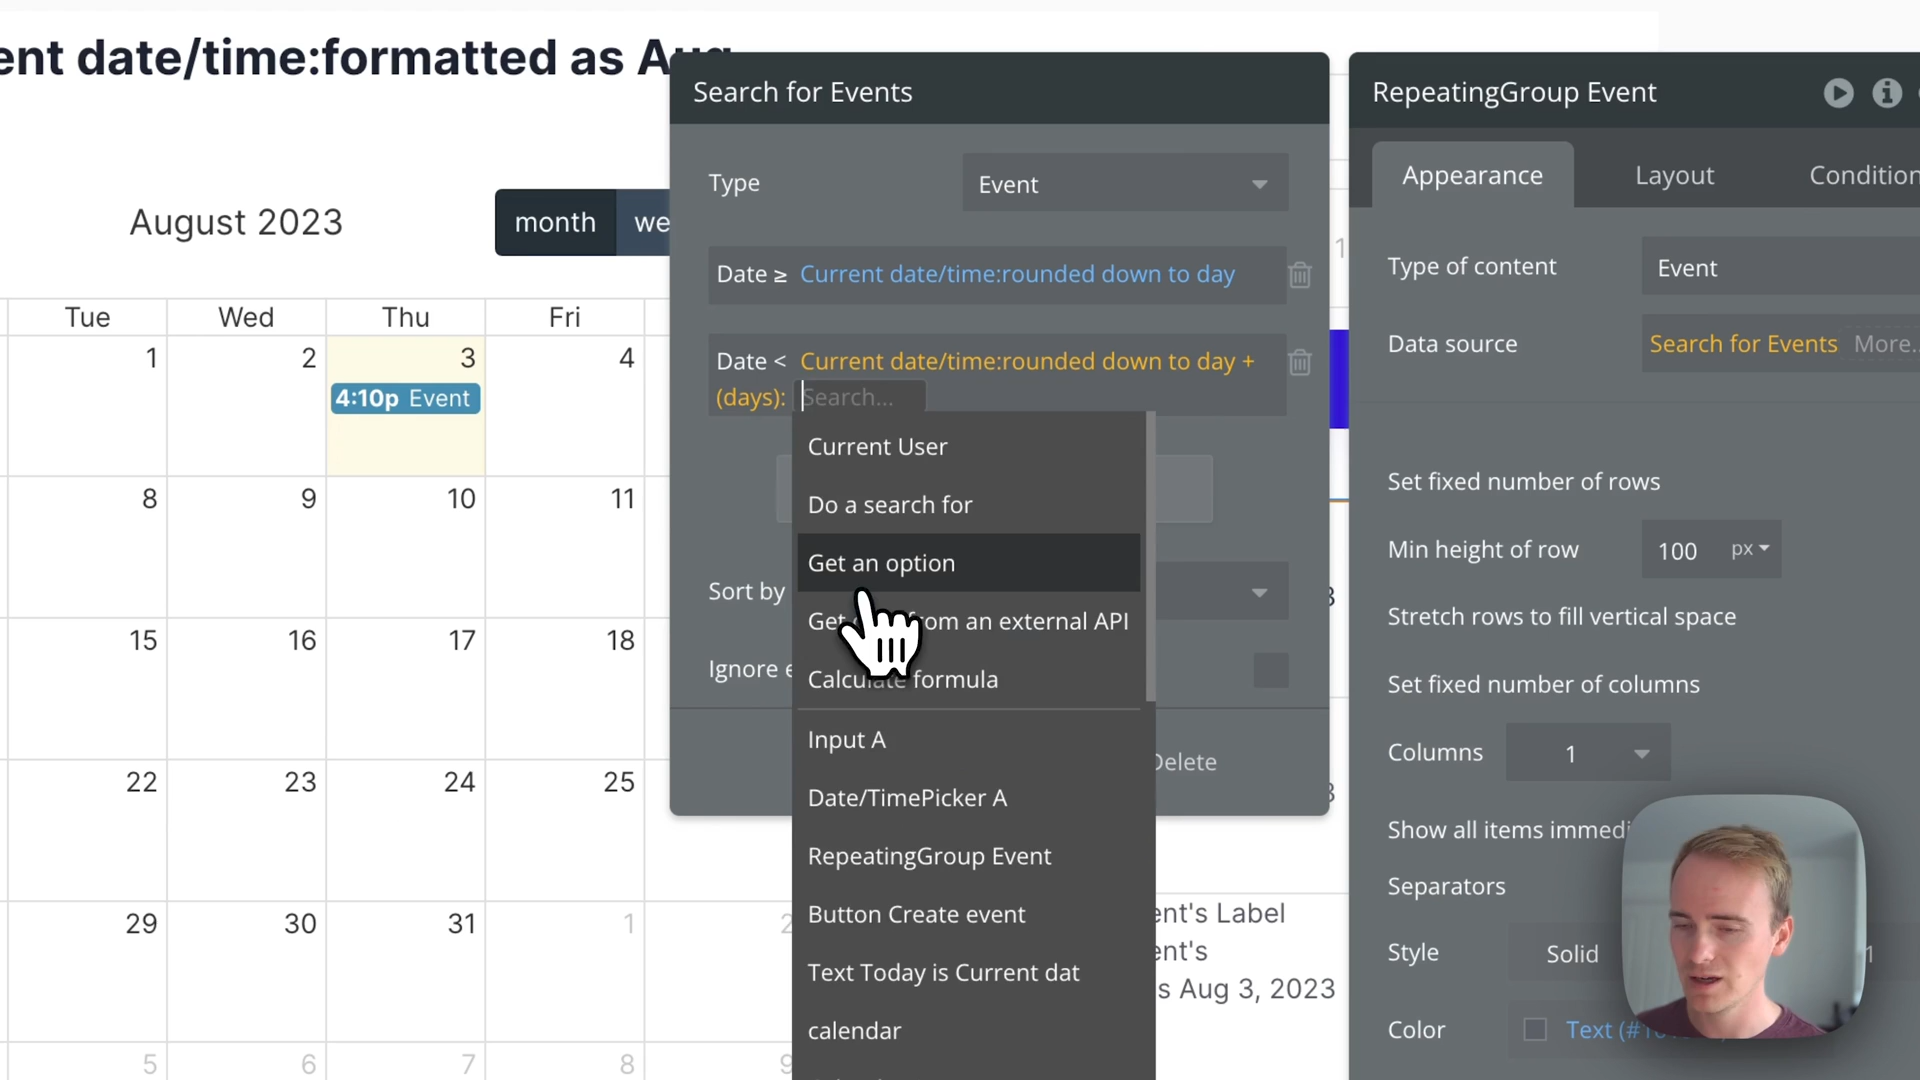 ent date/time:formatted as Aug
August 2023
month
we
Tue
Wed
Thu
Fri
1
2
3
4
4:10p Event
8
9
10
11
15
16
17
18
22
23
24
25
29
30
31
1
2
5
6
7
8
9
Search for Events
Type
Event
Date ≥ Current date/time:rounded down to day
Date < Current date/time:rounded down to day +
(days): Search...
Current User
Do a search for
Get an option
Get from an external API
Calculate formula
Input A
Date/TimePicker A
RepeatingGroup Event
Button Create event
Text Today is Current dat
calendar
Sort by
Ignore e
Delete
ent's Label
ent's
s Aug 3, 2023
RepeatingGroup Event
Appearance
Layout
Condition
Type of content
Event
Data source
Search for Events More...
Set fixed number of rows
Min height of row
100
px
Stretch rows to fill vertical space
Set fixed number of columns
Columns
1
Show all items immedi
Separators
Style
Solid
1
Color
Text (#1